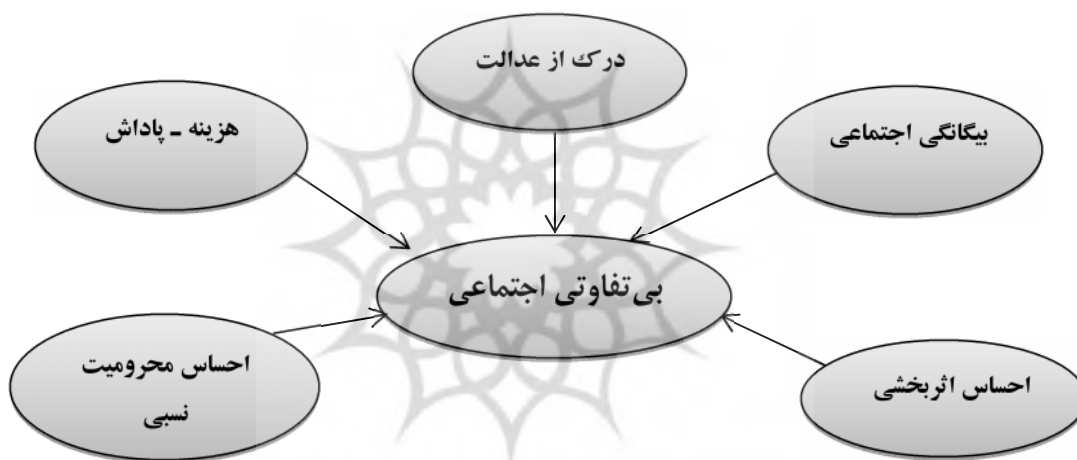 درک از عدالت
بیگانگی اجتماعی
هزینه ـ پاداش
بی‌تفاوتی اجتماعی
احساس اثربخشی
احساس محرومیت
نسبی